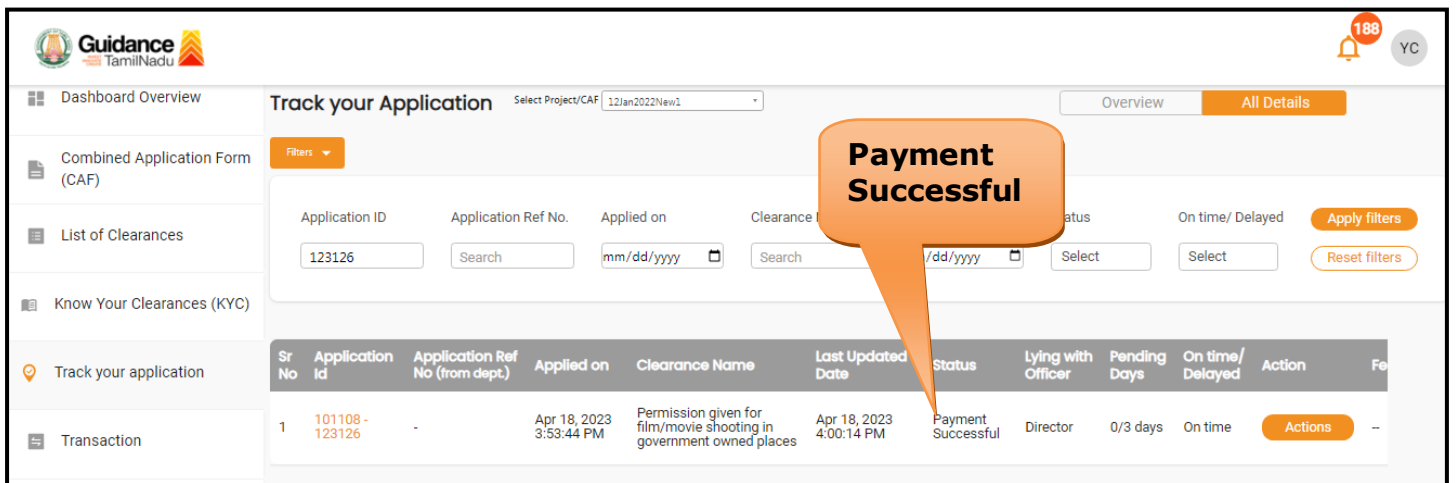 Guidance
TamilNadu
188
YC
Dashboard Overview
Track your Application
Select Project/CAF
12Jan2022New1
Overview
All Details
Combined Application Form
(CAF)
Filters
Payment
Successful
Application ID
Application Ref No.
Applied on
Clearance
atus
On time/ Delayed
Apply filters
List of Clearances
123126
Search
mm/dd/yyyy
Search
/dd/yyyy
Select
Select
Reset filters
Know Your Clearances (KYC)
Sr
No
Application
Id
Application Ref
No (from dept.)
Applied on
Clearance Name
Last Updated
Date
Status
Lying with
Officer
Pending
Days
On time/
Delayed
Action
Fe
Track your application
1
101108 -
123126
-
Apr 18, 2023
3:53:44 PM
Permission given for
film/movie shooting in
government owned places
Apr 18, 2023
4:00:14 PM
Payment
Successful
Director
0/3 days
On time
Actions
--
Transaction